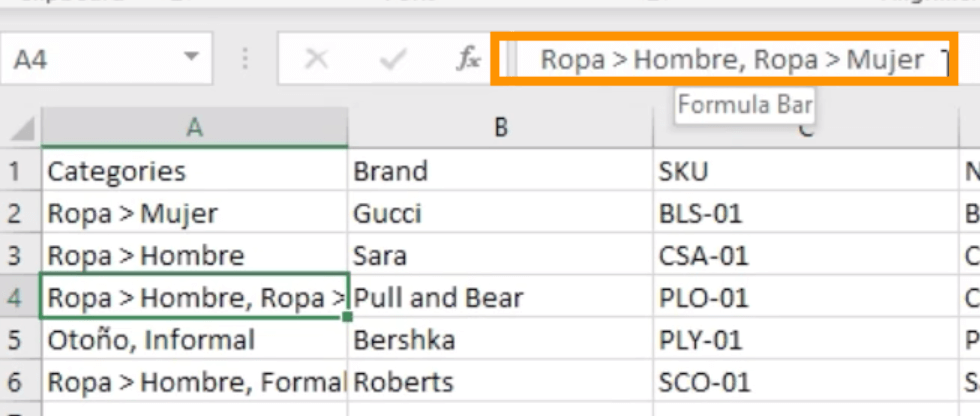 A4 fx Ropa > Hombre, Ropa > Mujer
Formula Bar
A B C
1 Categories Brand SKU N
2 Ropa > Mujer Gucci BLS-01 B
3 Ropa > Hombre Sara CSA-01 C
4 Ropa > Hombre, Ropa > Pull and Bear PLO-01 C
5 Otoño, Informal Bershka PLY-01 P
6 Ropa > Hombre, Formal Roberts SCO-01 S